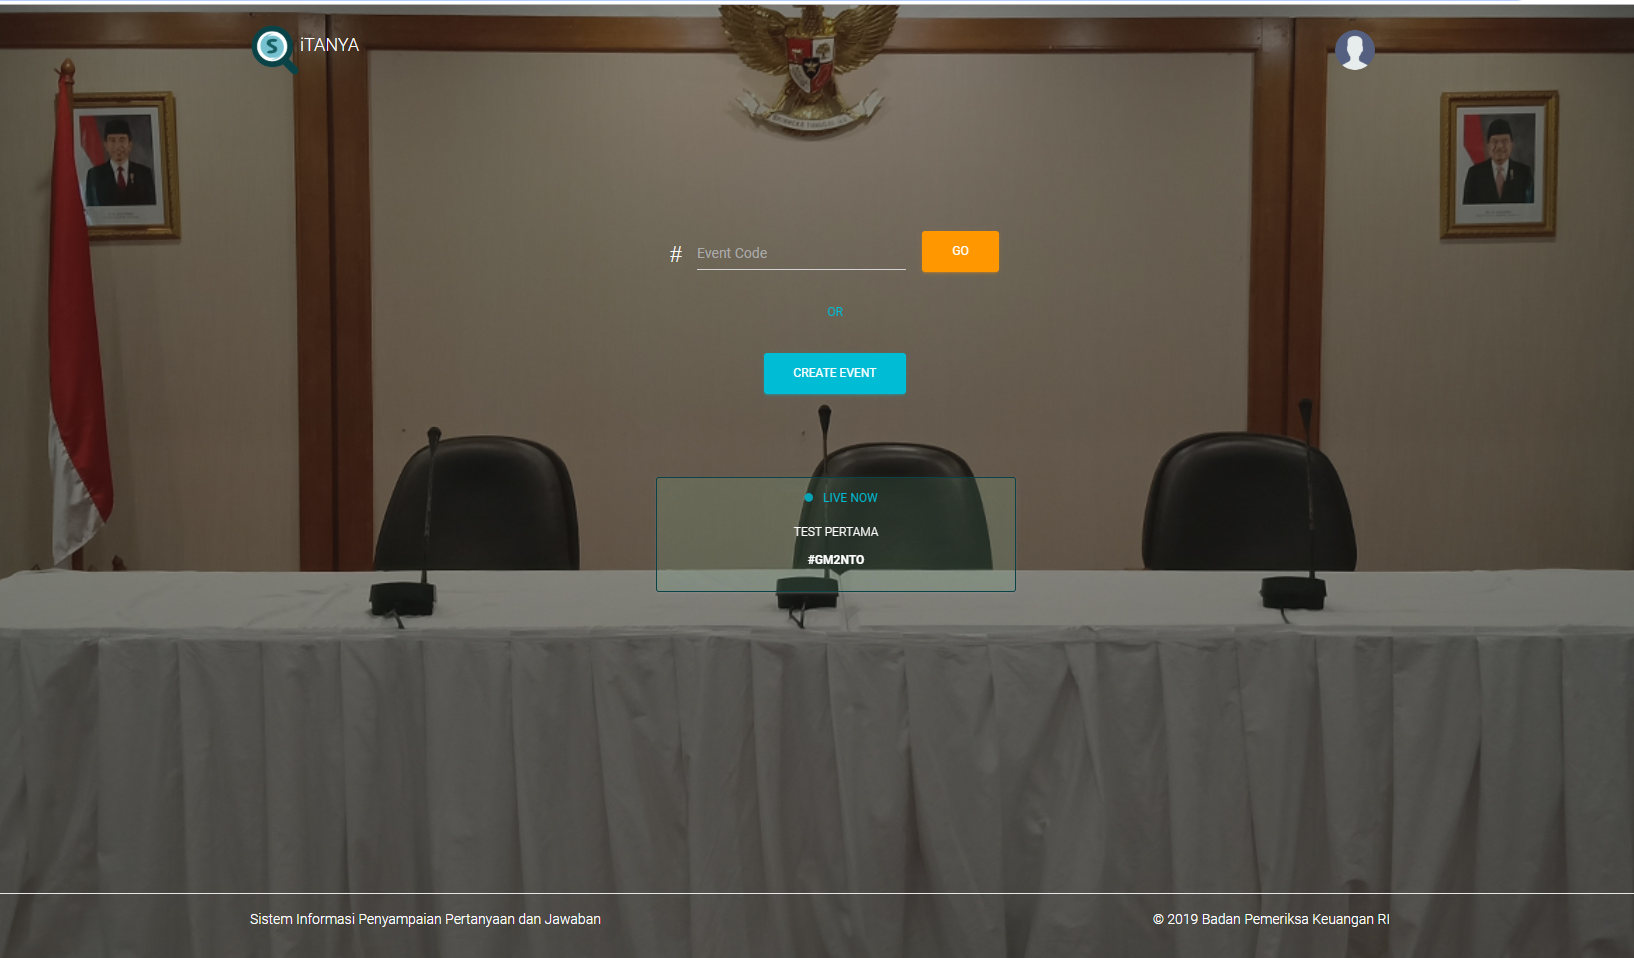 iTANYA
# Event Code
GO
OR
CREATE EVENT
LIVE NOW
TEST PERTAMA
#GM2NTO
Sistem Informasi Penyampaian Pertanyaan dan Jawaban
© 2019 Badan Pemeriksa Keuangan RI